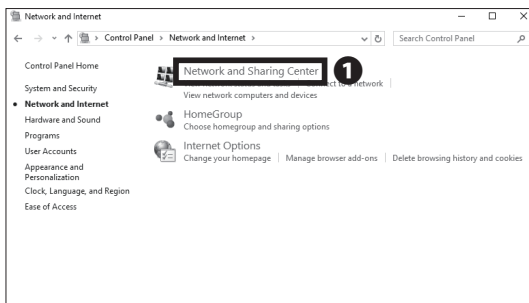 Network and Internet
Control Panel > Network and Internet >
Search Control Panel
Control Panel Home
System and Security
Network and Internet
Hardware and Sound
Programs
User Accounts
Appearance and
Personalization
Clock, Language, and Region
Ease of Access
Network and Sharing Center
1
Connect to a network
View network computers and devices
HomeGroup
Choose homegroup and sharing options
Internet Options
Change your homepage | Manage browser add-ons | Delete browsing history and cookies